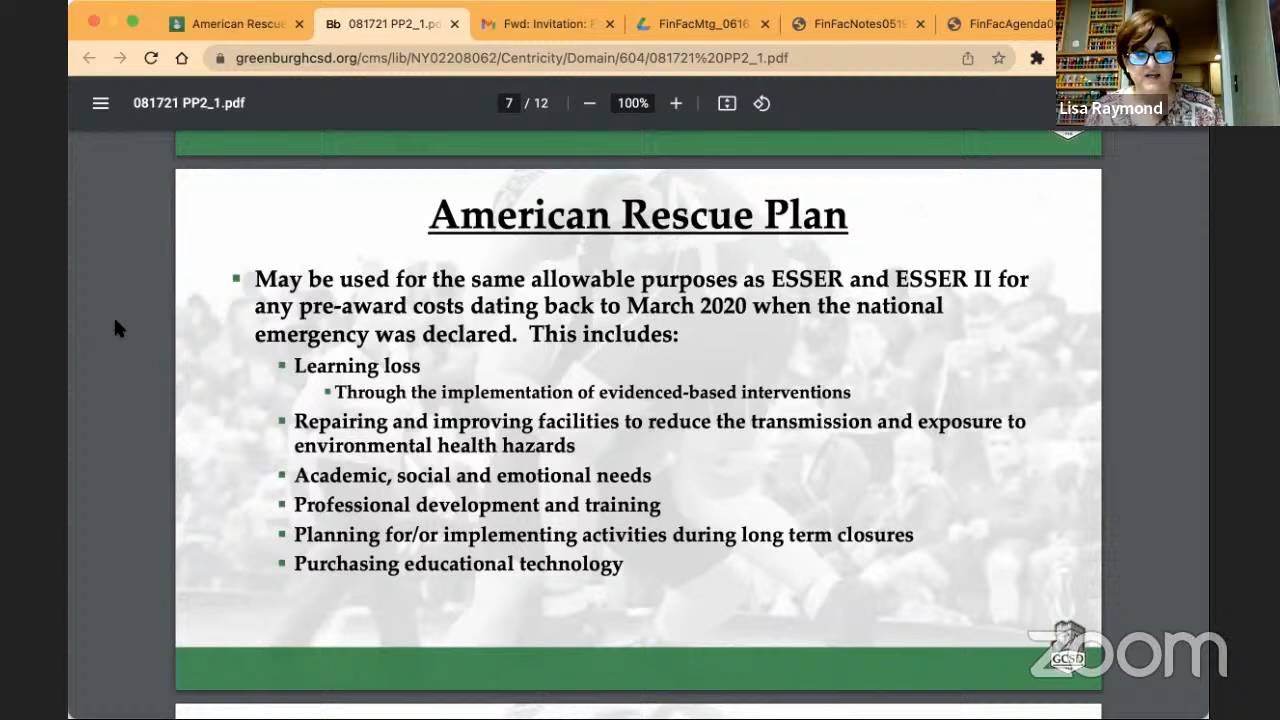 American Rescue
Bb 081721 PP2_1.pd
Fwd: Invitation: F
FinFacMtg_0616
FinFacNotes051
FinFacAgenda0
greenburghcsd.org/cms/lib/NY02208062/Centricity/Domain/604/081721%20PP2_1.pdf
081721 PP2_1.pdf
7 / 12
100%
Lisa Raymond
American Rescue Plan
May be used for the same allowable purposes as ESSER and ESSER II for
any pre-award costs dating back to March 2020 when the national
emergency was declared. This includes:
Learning loss
Through the implementation of evidenced-based interventions
Repairing and improving facilities to reduce the transmission and exposure to
environmental health hazards
Academic, social and emotional needs
Professional development and training
Planning for/or implementing activities during long term closures
Purchasing educational technology
GCSD
zoom